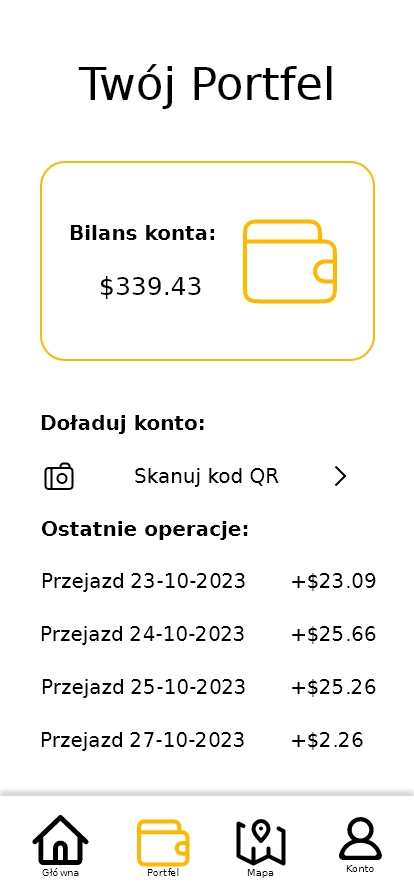 Twój Portfel
Bilans konta:
$339.43
Doładuj konto:
Skanuj kod QR
Ostatnie operacje:
Przejazd 23-10-2023 +$23.09
Przejazd 24-10-2023 +$25.66
Przejazd 25-10-2023 +$25.26
Przejazd 27-10-2023 +$2.26
Główna Portfel Mapa Konto